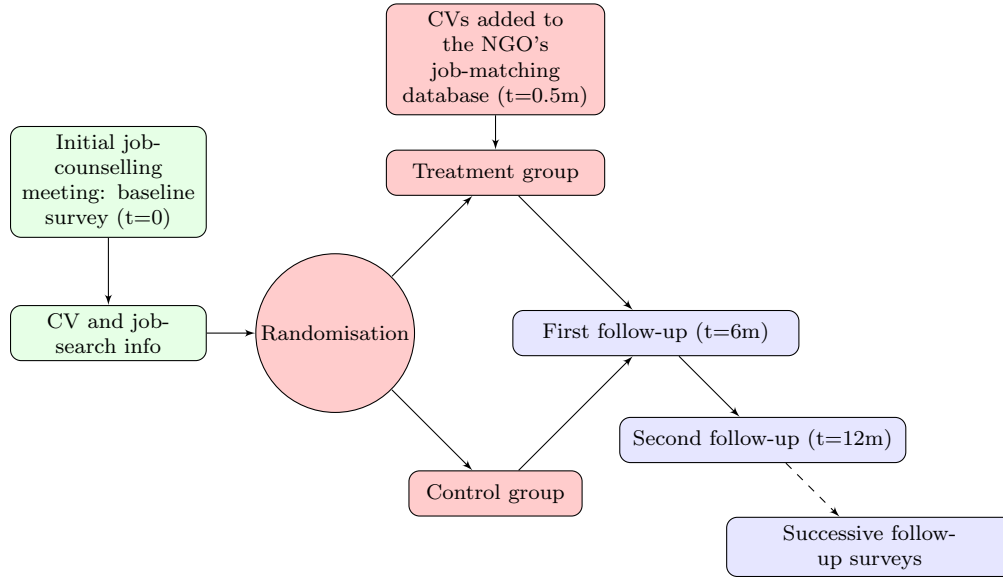 CVs added to
the NGO's
job-matching
database (t=0.5m)
Initial job-
counselling
meeting: baseline
survey (t=0)
Treatment group
CV and job-
search info
Randomisation
First follow-up (t=6m)
Second follow-up (t=12m)
Control group
Successive follow-
up surveys